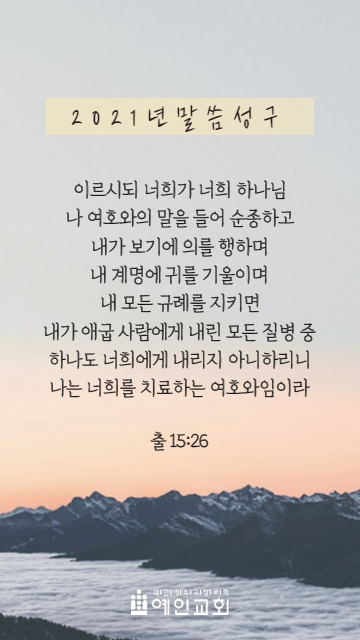 2021년말씀성구
이르시되 너희가 너희 하나님
나 여호와의 말을 들어 순종하고
내가 보기에 의를 행하며
내 계명에 귀를 기울이며
내 모든 규례를 지키면
내가 애굽 사람에게 내린 모든 질병 중
하나도 너희에게 내리지 아니하리니
나는 너희를 치료하는 여호와임이라
출 15:26
예인교회